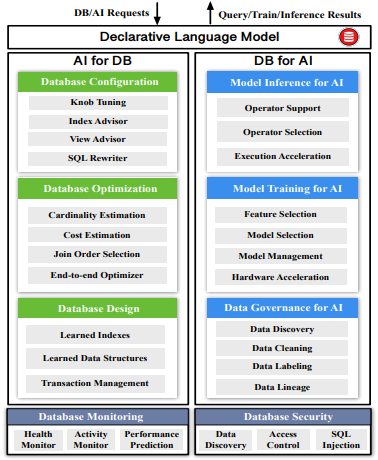 DB/AI Requests
Query/Train/Inference Results
Declarative Language Model
AI for DB
Database Configuration
Knob Tuning
Index Advisor
View Advisor
SQL Rewriter
Database Optimization
Cardinality Estimation
Cost Estimation
Join Order Selection
End-to-end Optimizer
Database Design
Learned Indexes
Learned Data Structures
Transaction Management
DB for AI
Model Inference for AI
Operator Support
Operator Selection
Execution Acceleration
Model Training for AI
Feature Selection
Model Selection
Model Management
Hardware Acceleration
Data Governance for AI
Data Discovery
Data Cleaning
Data Labeling
Data Lineage
Database Monitoring
Health
Monitor
Activity
Monitor
Performance
Prediction
Database Security
Data
Discovery
Access
Control
SQL
Injection